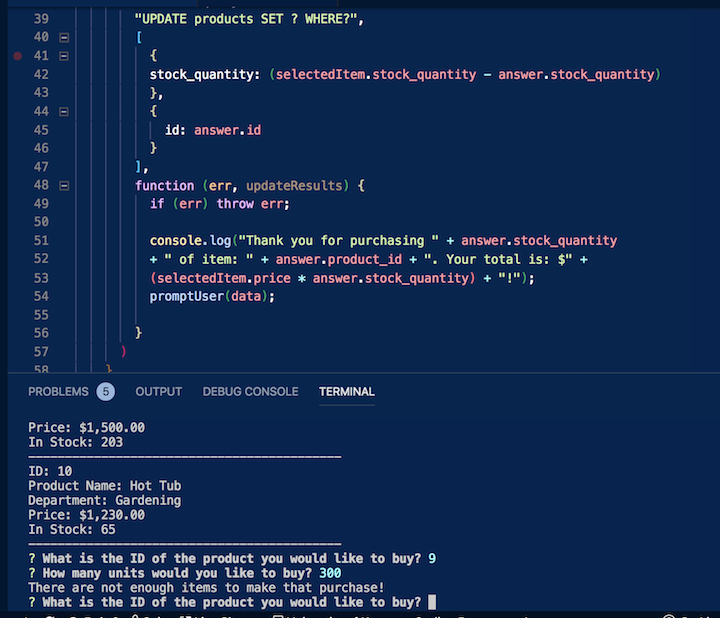 39 "UPDATE products SET ? WHERE?",
40 [
41 {
42 stock_quantity: (selectedItem.stock_quantity - answer.stock_quantity)
43 },
44 {
45 id: answer.id
46 }
47 ],
48 function (err, updateResults) {
49 if (err) throw err;
50
51 console.log("Thank you for purchasing " + answer.stock_quantity
52 + " of item: " + answer.product_id + ". Your total is: $" +
53 (selectedItem.price * answer.stock_quantity) + "!");
54 promptUser(data);
55
56 }
57 )
58 }
PROBLEMS 5 OUTPUT DEBUG CONSOLE TERMINAL
Price: $1,500.00
In Stock: 203
-------------------------------------------
ID: 10
Product Name: Hot Tub
Department: Gardening
Price: $1,230.00
In Stock: 65
-------------------------------------------
? What is the ID of the product you would like to buy? 9
? How many units would you like to buy? 300
There are not enough items to make that purchase!
? What is the ID of the product you would like to buy?